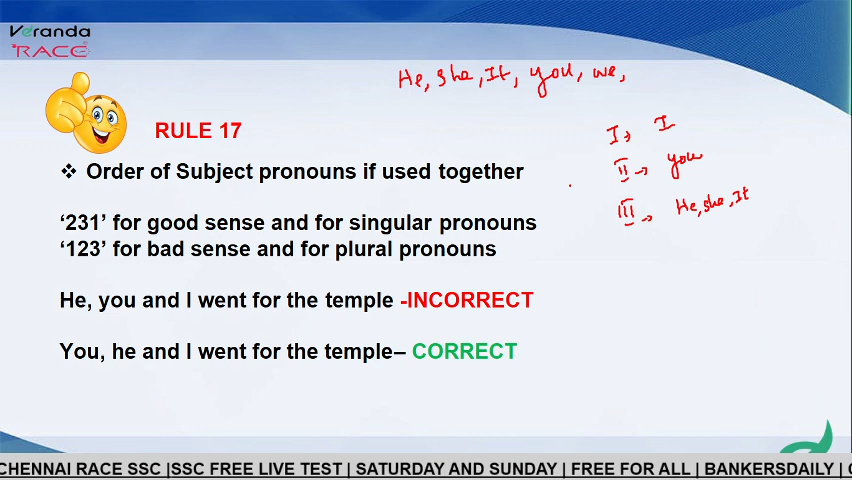 Veranda
RACE
He, she, It, you, we,
RULE 17
I → I
❖ Order of Subject pronouns if used together
II → you
III → He, she, It
‘231’ for good sense and for singular pronouns
‘123’ for bad sense and for plural pronouns
He, you and I went for the temple -INCORRECT
You, he and I went for the temple– CORRECT
CHENNAI RACE SSC |SSC FREE LIVE TEST | SATURDAY AND SUNDAY | FREE FOR ALL | BANKERSDAILY |